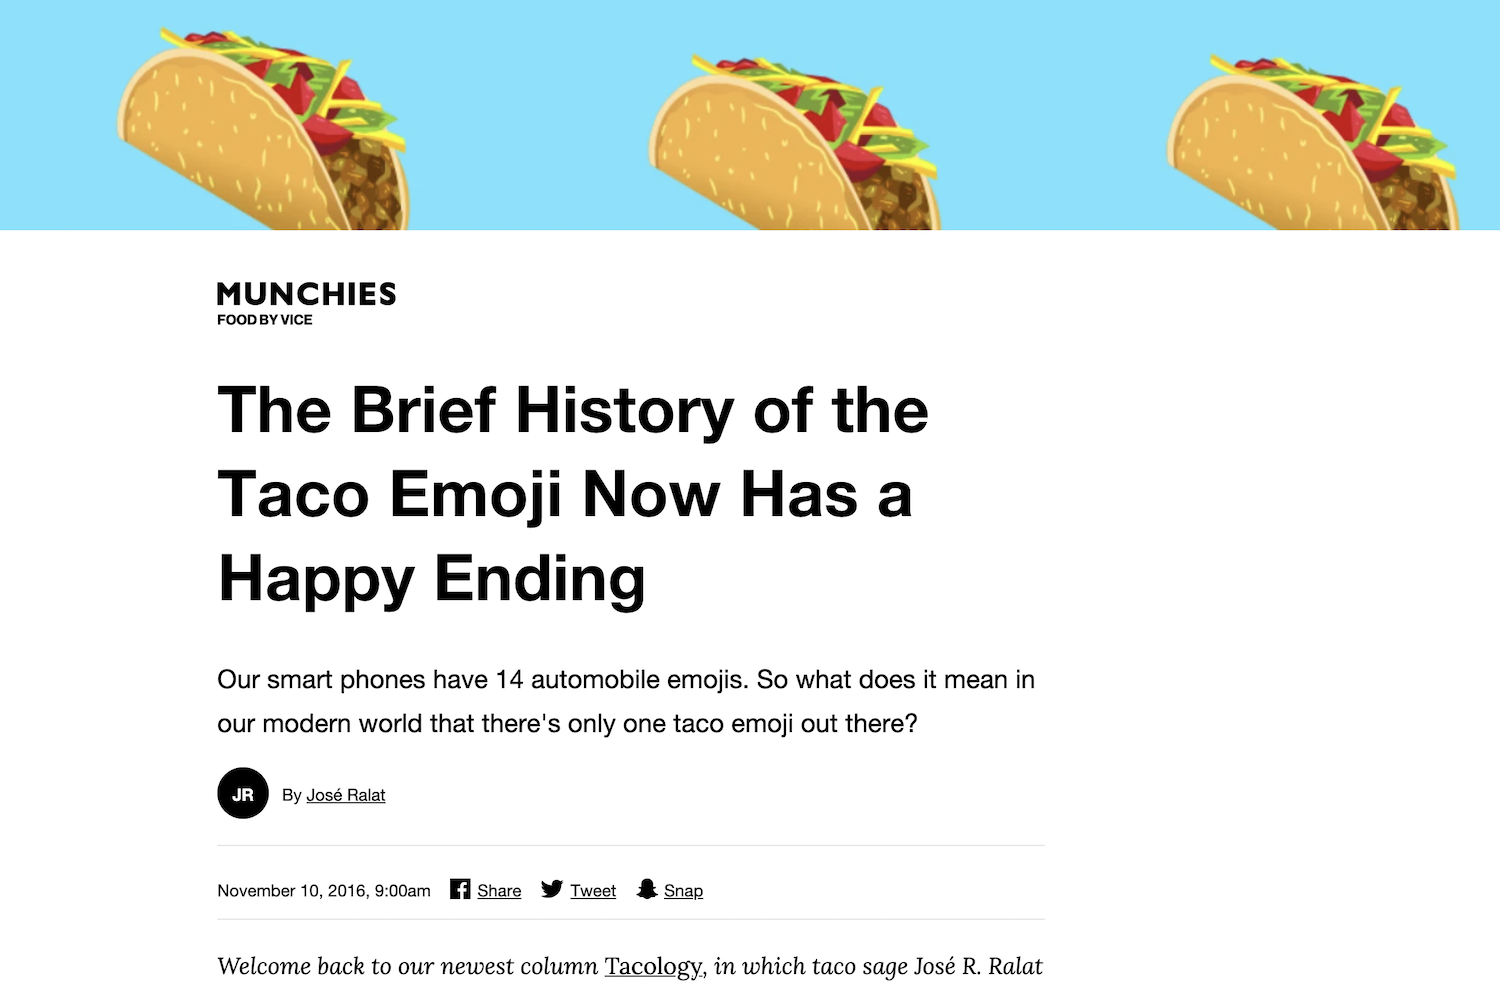 MUNCHIES
FOOD BY VICE
The Brief History of the
Taco Emoji Now Has a
Happy Ending
Our smart phones have 14 automobile emojis. So what does it mean in
our modern world that there's only one taco emoji out there?
JR By José Ralat
November 10, 2016, 9:00am Share Tweet Snap
Welcome back to our newest column Tacology, in which taco sage José R. Ralat